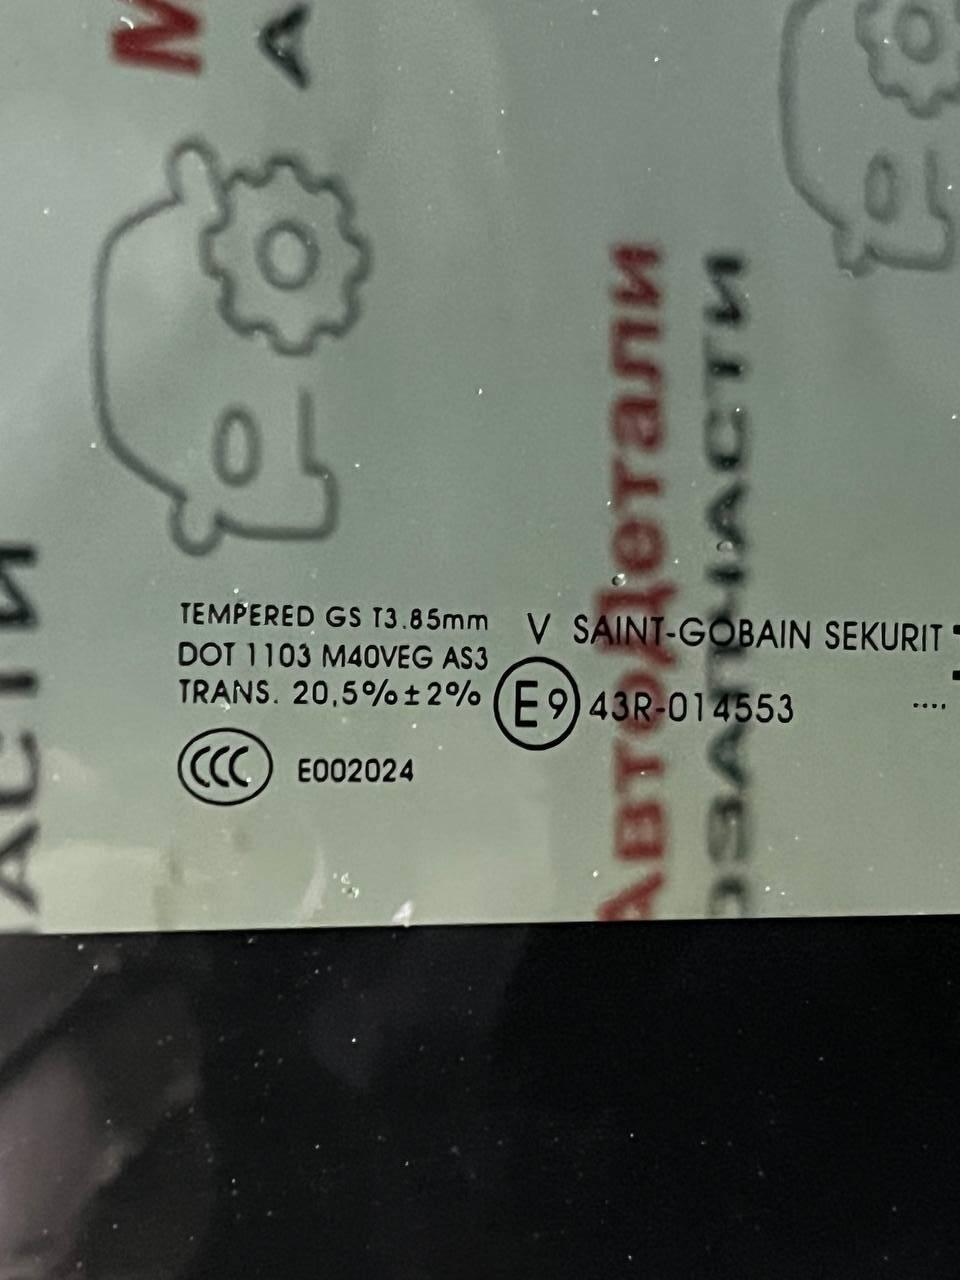 TEMPERED GS T3.85mm
DOT 1103 M40VEG AS3
TRANS. 20,5%±2%
CCC E002024
V SAINT-GOBAIN SEKURIT
E9 43R-014553
....
АвтоДетали